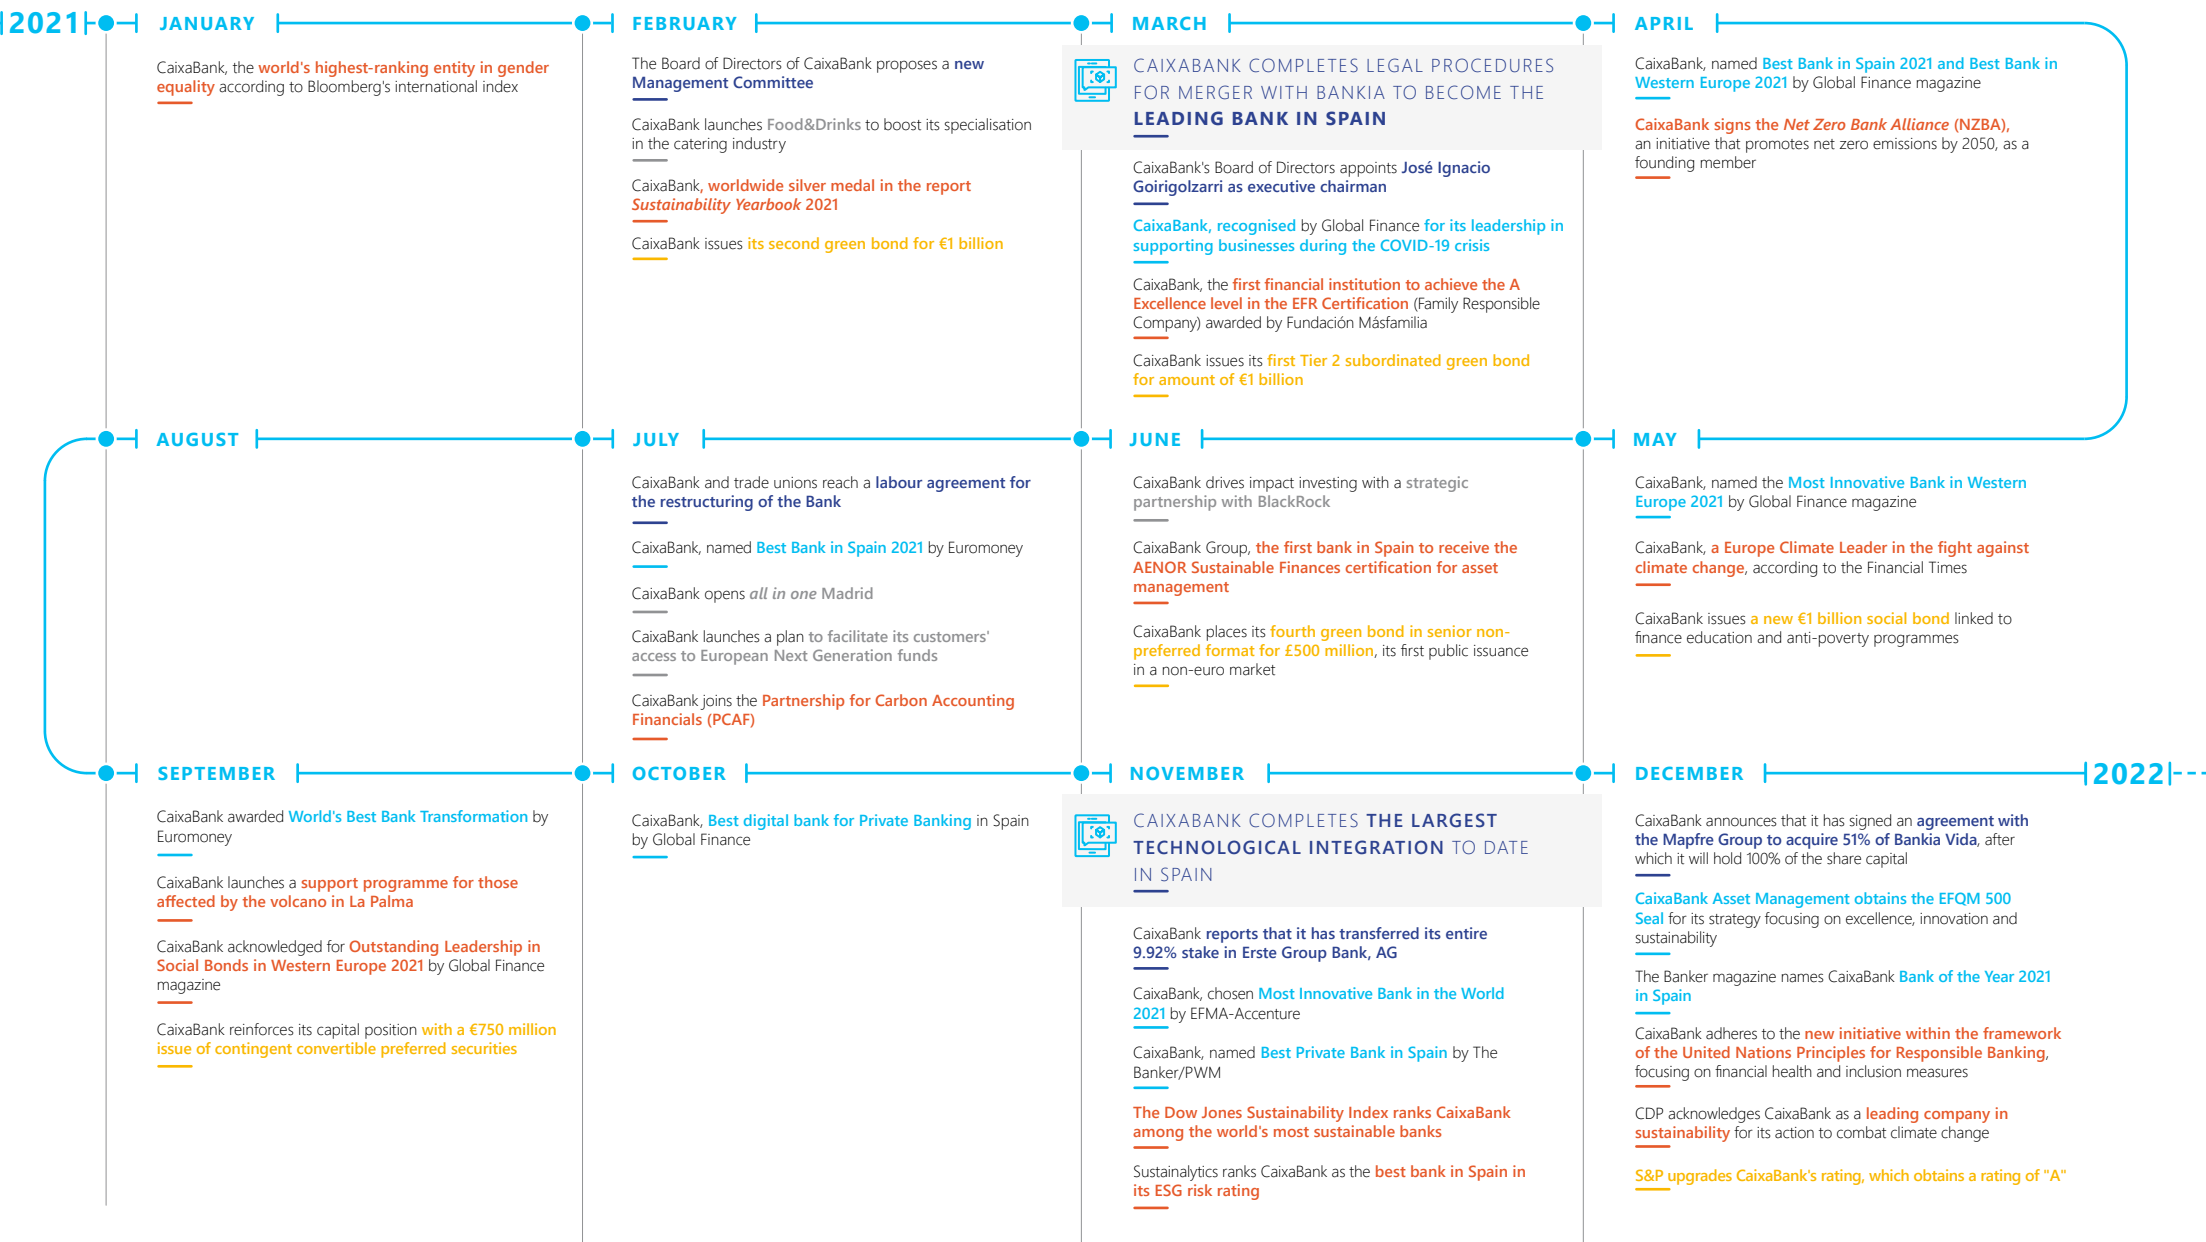 2021
JANUARY
CaixaBank, the world's highest-ranking entity in gender
equality according to Bloomberg's international index
FEBRUARY
The Board of Directors of CaixaBank proposes a new
Management Committee
CaixaBank launches Food&Drinks to boost its specialisation
in the catering industry
CaixaBank, worldwide silver medal in the report
Sustainability Yearbook 2021
CaixaBank issues its second green bond for €1 billion
MARCH
CAIXABANK COMPLETES LEGAL PROCEDURES
FOR MERGER WITH BANKIA TO BECOME THE
LEADING BANK IN SPAIN
CaixaBank's Board of Directors appoints José Ignacio
Goirigolzarri as executive chairman
CaixaBank, recognised by Global Finance for its leadership in
supporting businesses during the COVID-19 crisis
CaixaBank, the first financial institution to achieve the A
Excellence level in the EFR Certification (Family Responsible
Company) awarded by Fundación Másfamilia
CaixaBank issues its first Tier 2 subordinated green bond
for amount of €1 billion
APRIL
CaixaBank, named Best Bank in Spain 2021 and Best Bank in
Western Europe 2021 by Global Finance magazine
CaixaBank signs the Net Zero Bank Alliance (NZBA),
an initiative that promotes net zero emissions by 2050, as a
founding member
MAY
CaixaBank, named the Most Innovative Bank in Western
Europe 2021 by Global Finance magazine
CaixaBank, a Europe Climate Leader in the fight against
climate change, according to the Financial Times
CaixaBank issues a new €1 billion social bond linked to
finance education and anti-poverty programmes
JUNE
CaixaBank drives impact investing with a strategic
partnership with BlackRock
CaixaBank Group, the first bank in Spain to receive the
AENOR Sustainable Finances certification for asset
management
CaixaBank places its fourth green bond in senior non-
preferred format for £500 million, its first public issuance
in a non-euro market
JULY
CaixaBank and trade unions reach a labour agreement for
the restructuring of the Bank
CaixaBank, named Best Bank in Spain 2021 by Euromoney
CaixaBank opens all in one Madrid
CaixaBank launches a plan to facilitate its customers'
access to European Next Generation funds
CaixaBank joins the Partnership for Carbon Accounting
Financials (PCAF)
AUGUST
SEPTEMBER
CaixaBank awarded World's Best Bank Transformation by
Euromoney
CaixaBank launches a support programme for those
affected by the volcano in La Palma
CaixaBank acknowledged for Outstanding Leadership in
Social Bonds in Western Europe 2021 by Global Finance
magazine
CaixaBank reinforces its capital position with a €750 million
issue of contingent convertible preferred securities
OCTOBER
CaixaBank, Best digital bank for Private Banking in Spain
by Global Finance
NOVEMBER
CAIXABANK COMPLETES THE LARGEST
TECHNOLOGICAL INTEGRATION TO DATE
IN SPAIN
CaixaBank reports that it has transferred its entire
9.92% stake in Erste Group Bank, AG
CaixaBank, chosen Most Innovative Bank in the World
2021 by EFMA-Accenture
CaixaBank, named Best Private Bank in Spain by The
Banker/PWM
The Dow Jones Sustainability Index ranks CaixaBank
among the world's most sustainable banks
Sustainalytics ranks CaixaBank as the best bank in Spain in
its ESG risk rating
DECEMBER
CaixaBank announces that it has signed an agreement with
the Mapfre Group to acquire 51% of Bankia Vida, after
which it will hold 100% of the share capital
CaixaBank Asset Management obtains the EFQM 500
Seal for its strategy focusing on excellence, innovation and
sustainability
The Banker magazine names CaixaBank Bank of the Year 2021
in Spain
CaixaBank adheres to the new initiative within the framework
of the United Nations Principles for Responsible Banking,
focusing on financial health and inclusion measures
CDP acknowledges CaixaBank as a leading company in
sustainability for its action to combat climate change
S&P upgrades CaixaBank's rating, which obtains a rating of "A"
2022